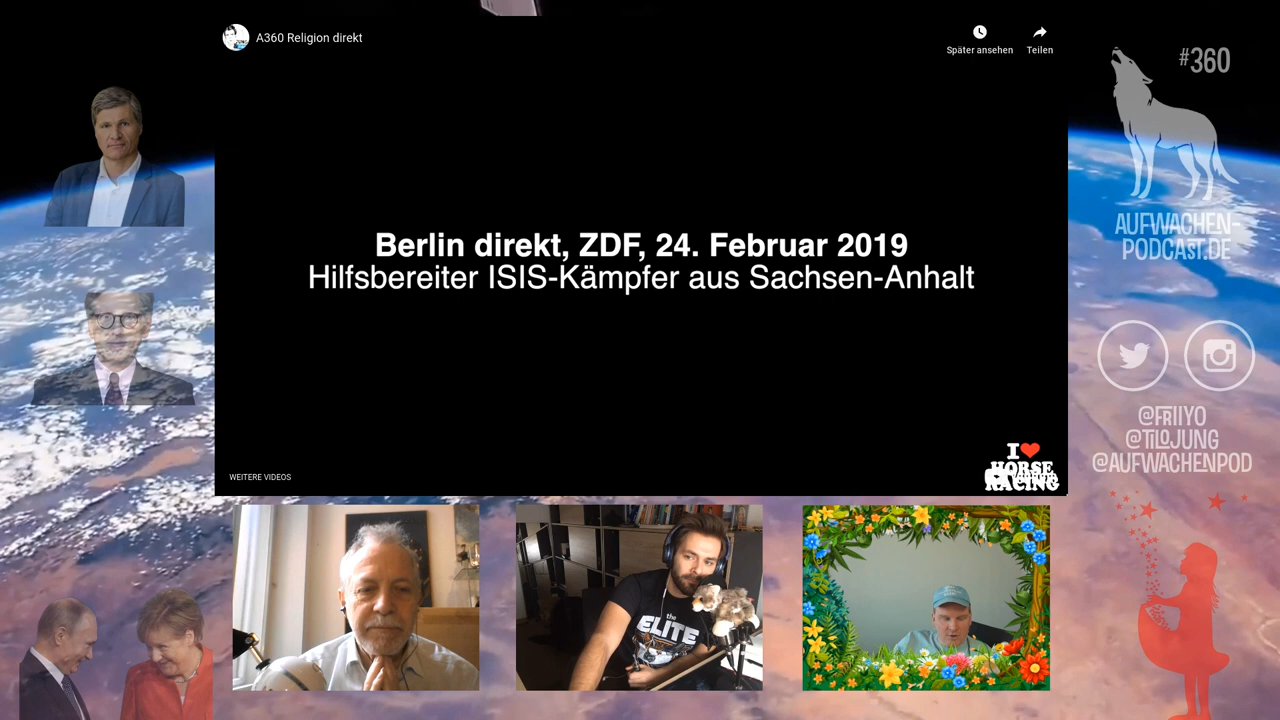 A360 Religion direkt
Später ansehen
Teilen
#360
AUFWACHEN-
PODCAST.DE
Berlin direkt, ZDF, 24. Februar 2019
Hilfsbereiter ISIS-Kämpfer aus Sachsen-Anhalt
@FRIIYO
@TILOJUNG
@AUFWACHENPOD
WEITERE VIDEOS
I
HORSE
RACING
the
ELITE